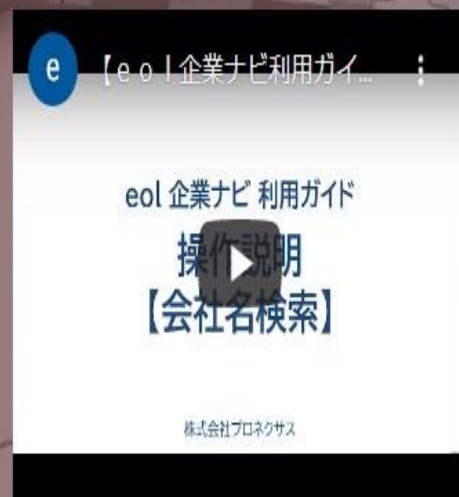 e 【eol企業ナビ利用ガイ...
eol 企業ナビ 利用ガイド
操作説明
【会社名検索】
株式会社プロネクサス